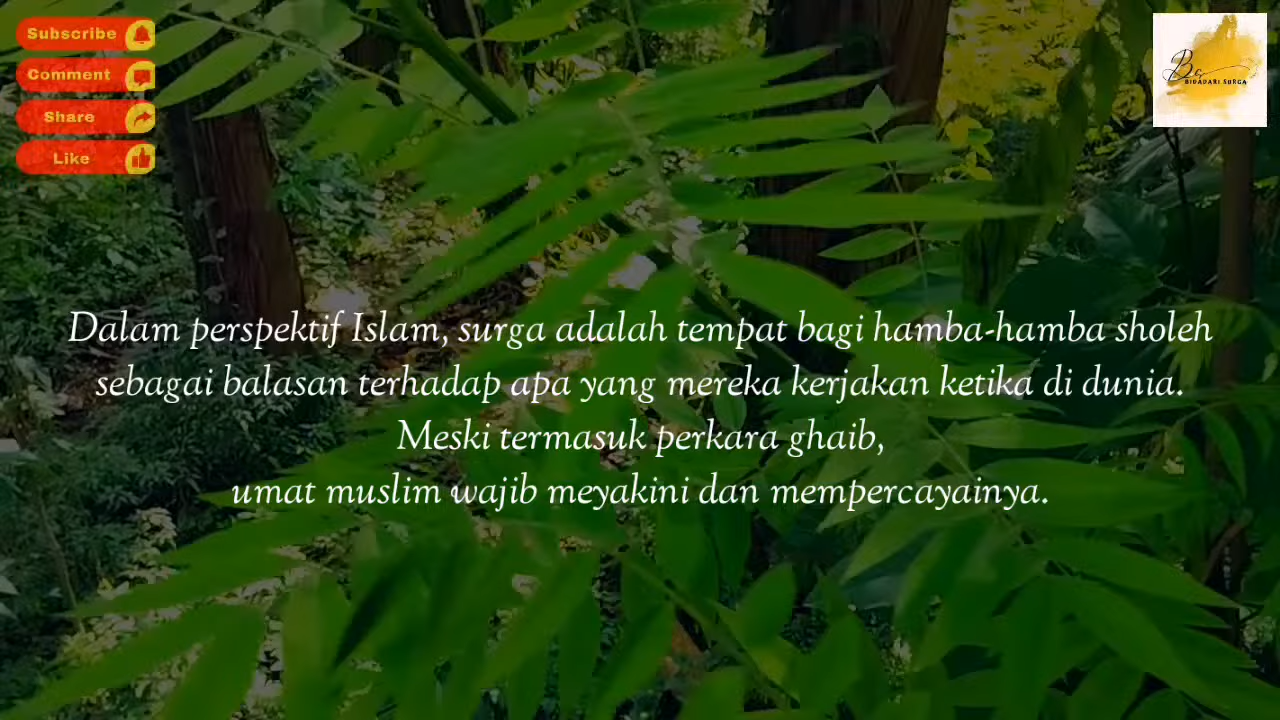 Subscribe
Comment
Share
Like
Bs
BIDADARI SURGA
Dalam perspektif Islam, surga adalah tempat bagi hamba-hamba sholeh
sebagai balasan terhadap apa yang mereka kerjakan ketika di dunia.
Meski termasuk perkara ghaib,
umat muslim wajib meyakini dan mempercayainya.